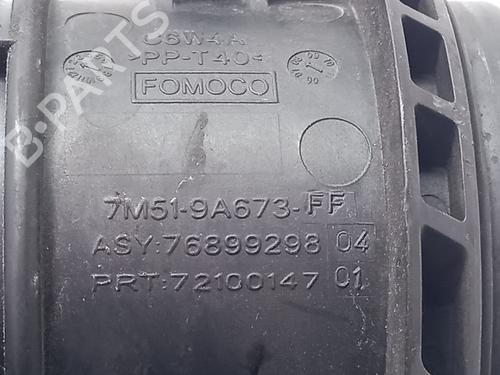 C6W4A
>PP-T40<
FOMOCO
7M51-9A673-FF
ASY:76899298 04
PRT:72100147 01
B-PARTS